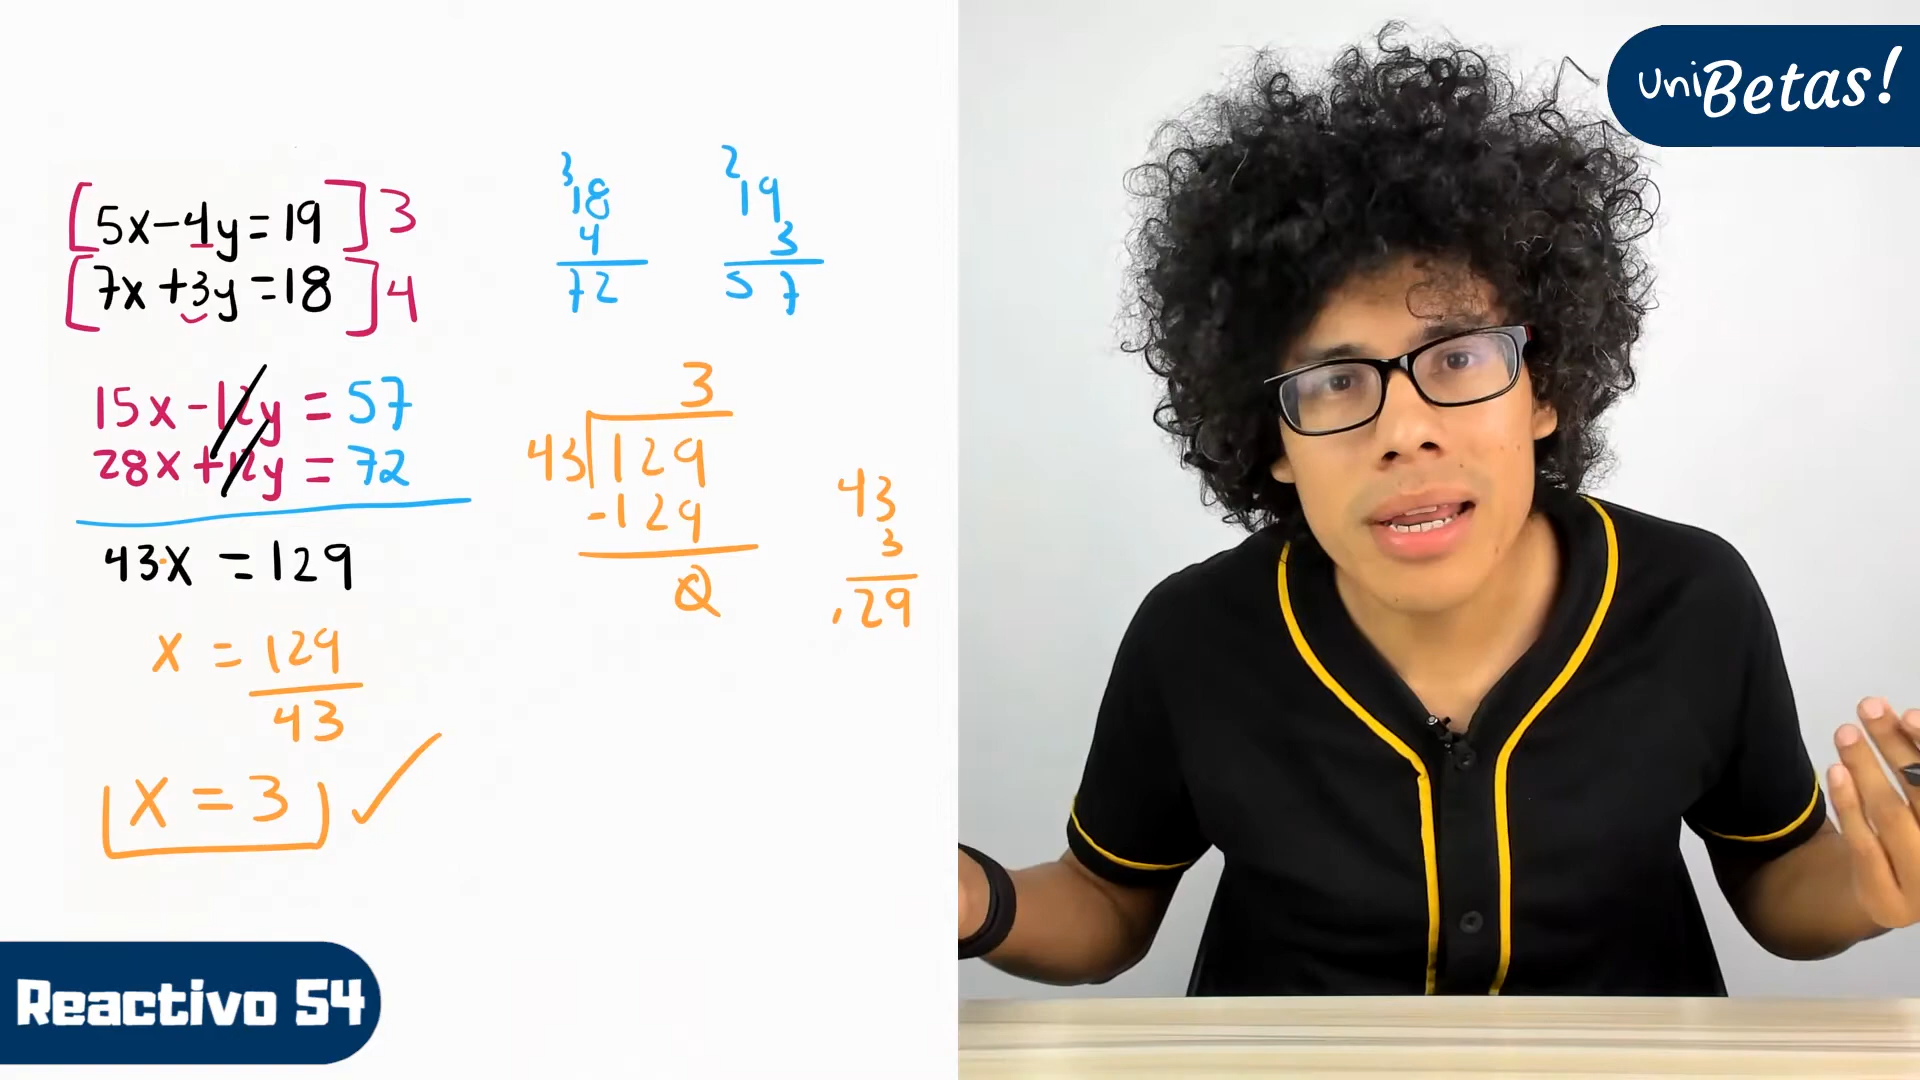 uniBetas!
[5x-4y=19]3
[7x+3y=18]4
15x-12y=57
28x+12y=72
43·x=129
x=129
43
x=3
3
18
4
72
2
19
3
57
3
43 129
-129
0
43
3
129
Reactivo 54